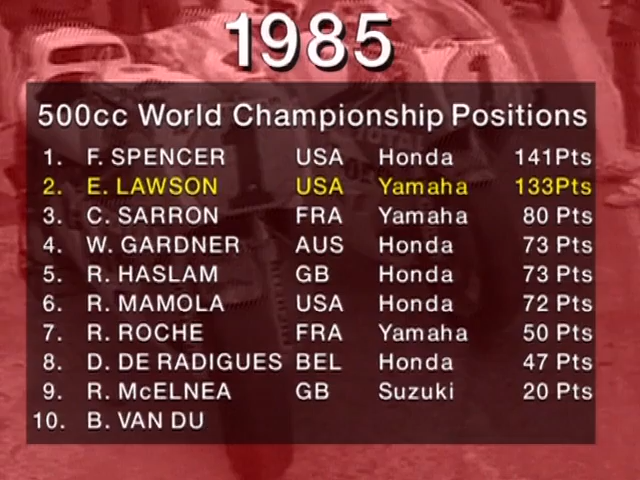 1985
500cc World Championship Positions
1. F. SPENCER USA Honda 141Pts
2. E. LAWSON USA Yamaha 133Pts
3. C. SARRON FRA Yamaha 80 Pts
4. W. GARDNER AUS Honda 73 Pts
5. R. HASLAM GB Honda 73 Pts
6. R. MAMOLA USA Honda 72 Pts
7. R. ROCHE FRA Yamaha 50 Pts
8. D. DE RADIGUES BEL Honda 47 Pts
9. R. McELNEA GB Suzuki 20 Pts
10. B. VAN DU